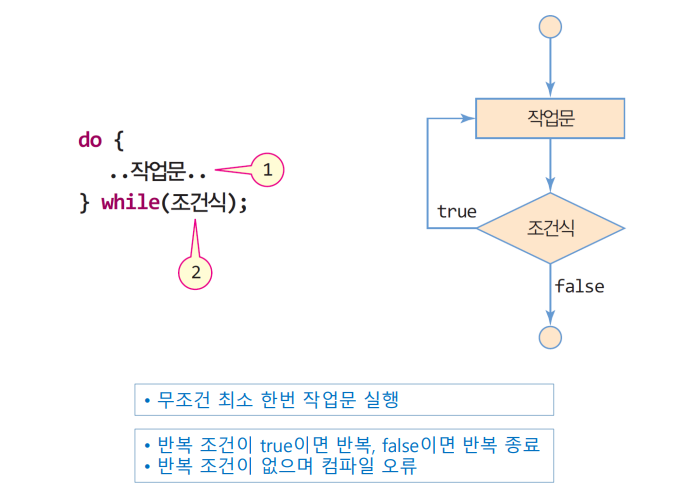 do {
..작업문..
} while(조건식);
1
2
작업문
조건식
true
false
• 무조건 최소 한번 작업문 실행
• 반복 조건이 true이면 반복, false이면 반복 종료
• 반복 조건이 없으며 컴파일 오류